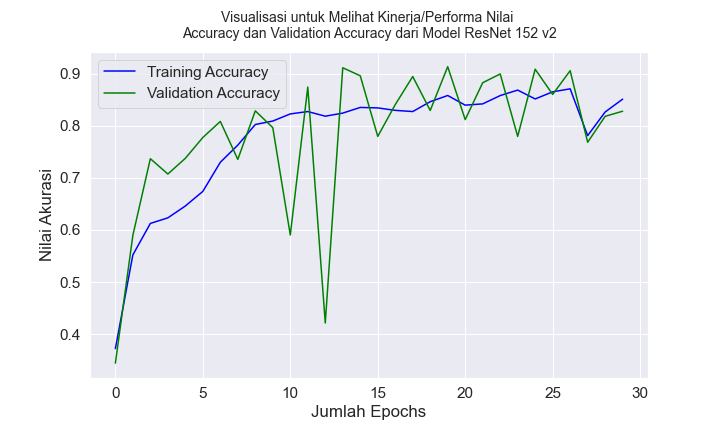 Visualisasi untuk Melihat Kinerja/Performa Nilai
Accuracy dan Validation Accuracy dari Model ResNet 152 v2
Training Accuracy
Validation Accuracy
0.9
0.8
0.7
0.6
0.5
0.4
Nilai Akurasi
0 5 10 15 20 25 30
Jumlah Epochs